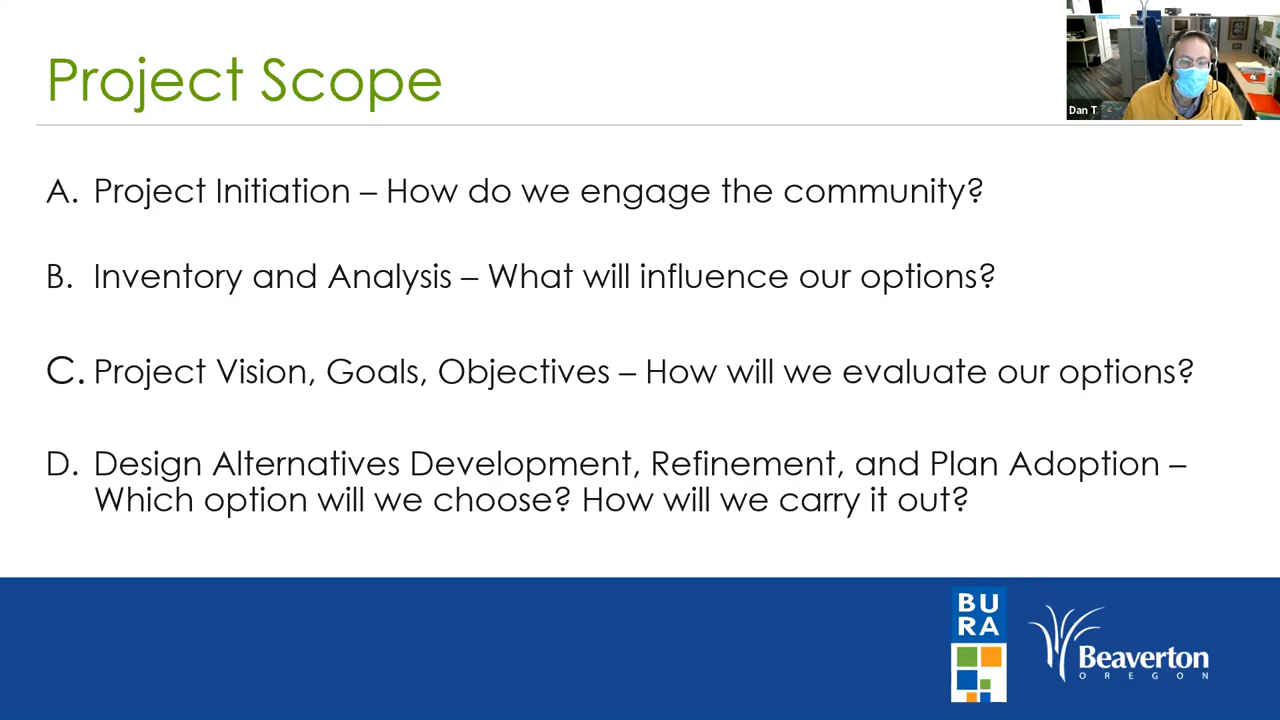 Project Scope
Dan T
A. Project Initiation – How do we engage the community?
B. Inventory and Analysis – What will influence our options?
C. Project Vision, Goals, Objectives – How will we evaluate our options?
D. Design Alternatives Development, Refinement, and Plan Adoption –
Which option will we choose? How will we carry it out?
BU
RA
Beaverton
OREGON